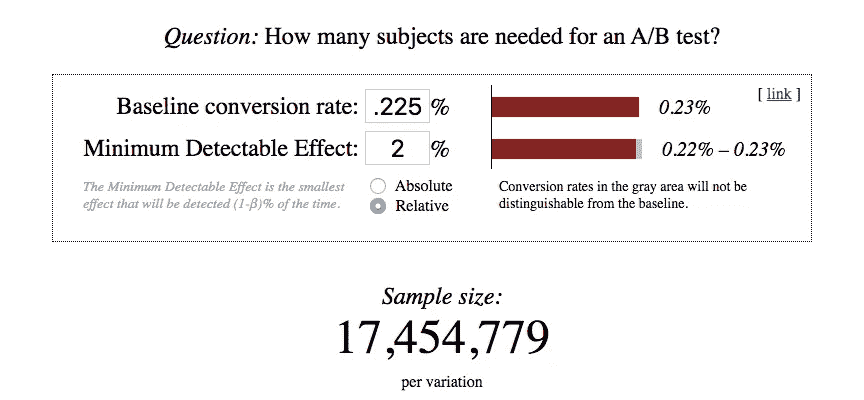 Question: How many subjects are needed for an A/B test?
[ link ]
Baseline conversion rate: .225 % 0.23%
Minimum Detectable Effect: 2 % 0.22% – 0.23%
The Minimum Detectable Effect is the smallest
effect that will be detected (1-β)% of the time.
Absolute
Relative
Conversion rates in the gray area will not be
distinguishable from the baseline.
Sample size:
17,454,779
per variation